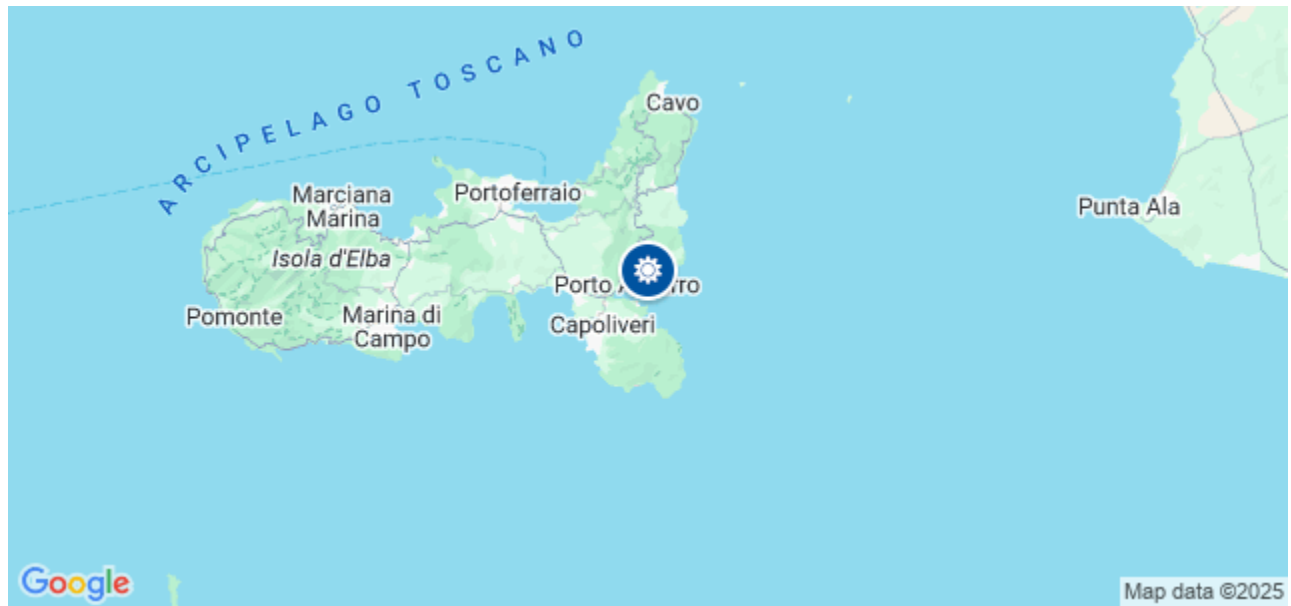 ARCIPELAGO TOSCANO
Cavo
Marciana
Marina
Portoferraio
Punta Ala
Isola d'Elba
Porto
Pomonte
Marina di
Campo
Capoliveri
Google
Map data ©2025